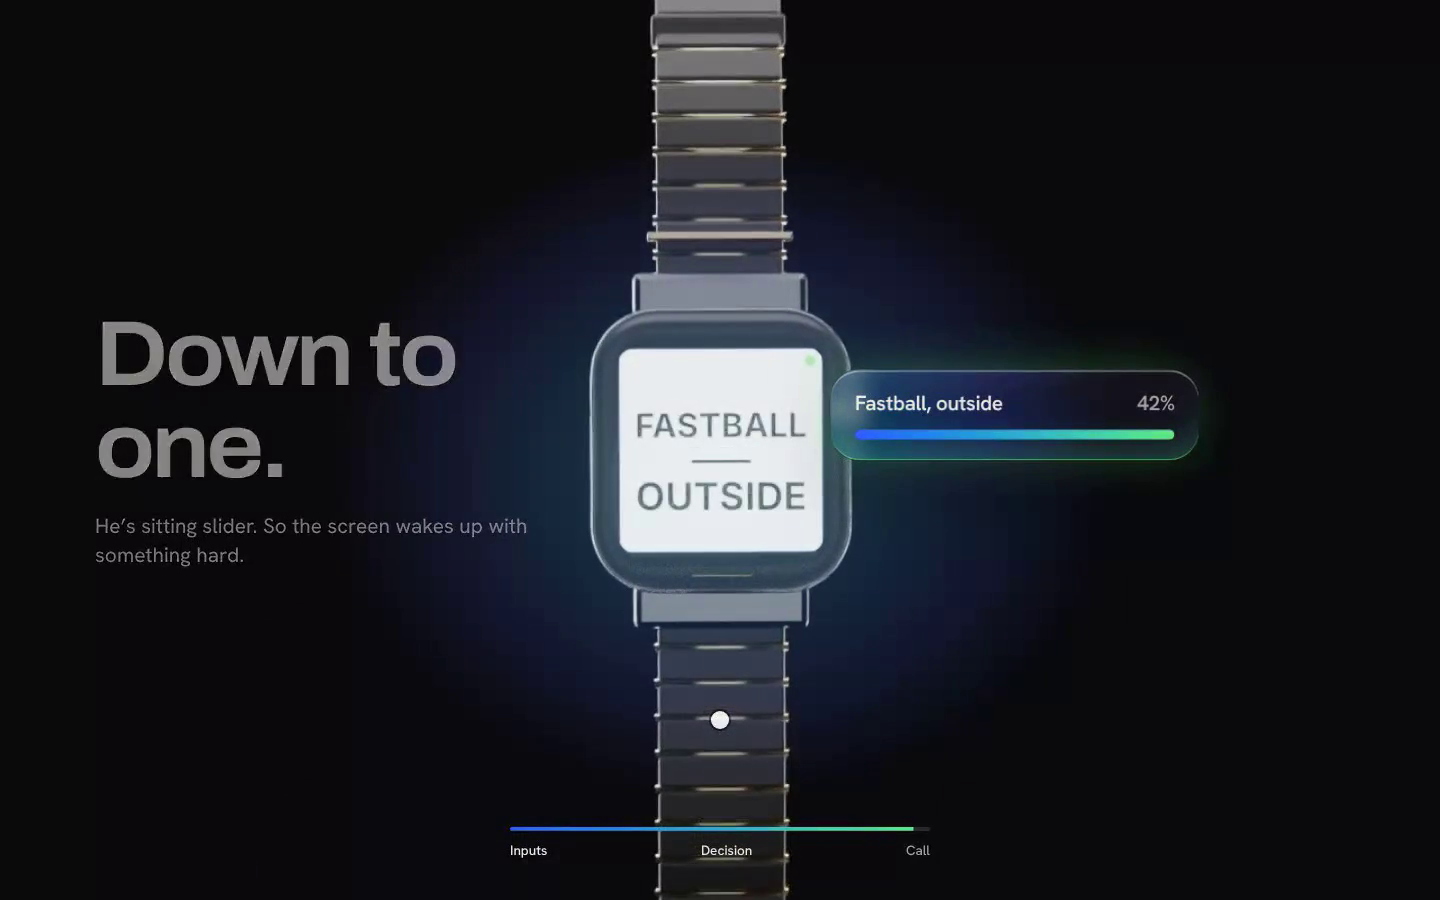 Down to
one.
He’s sitting slider. So the screen wakes up with
something hard.
FASTBALL
OUTSIDE
Fastball, outside
42%
Inputs
Decision
Call